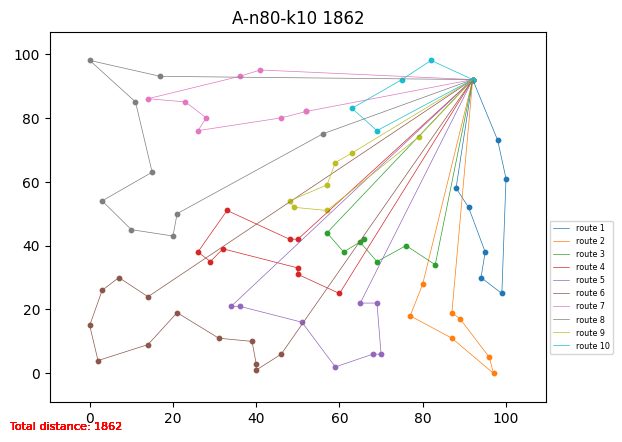 A-n80-k10 1862
100
80
60
40
20
0
0 20 40 60 80 100
route 1
route 2
route 3
route 4
route 5
route 6
route 7
route 8
route 9
route 10
Total distance: 1862